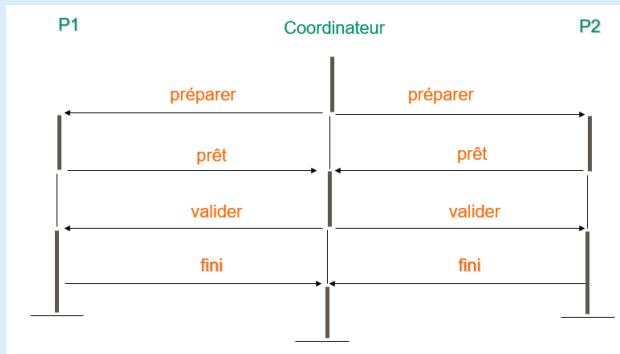 P1 Coordinateur P2
préparer préparer
prêt prêt
valider valider
fini fini